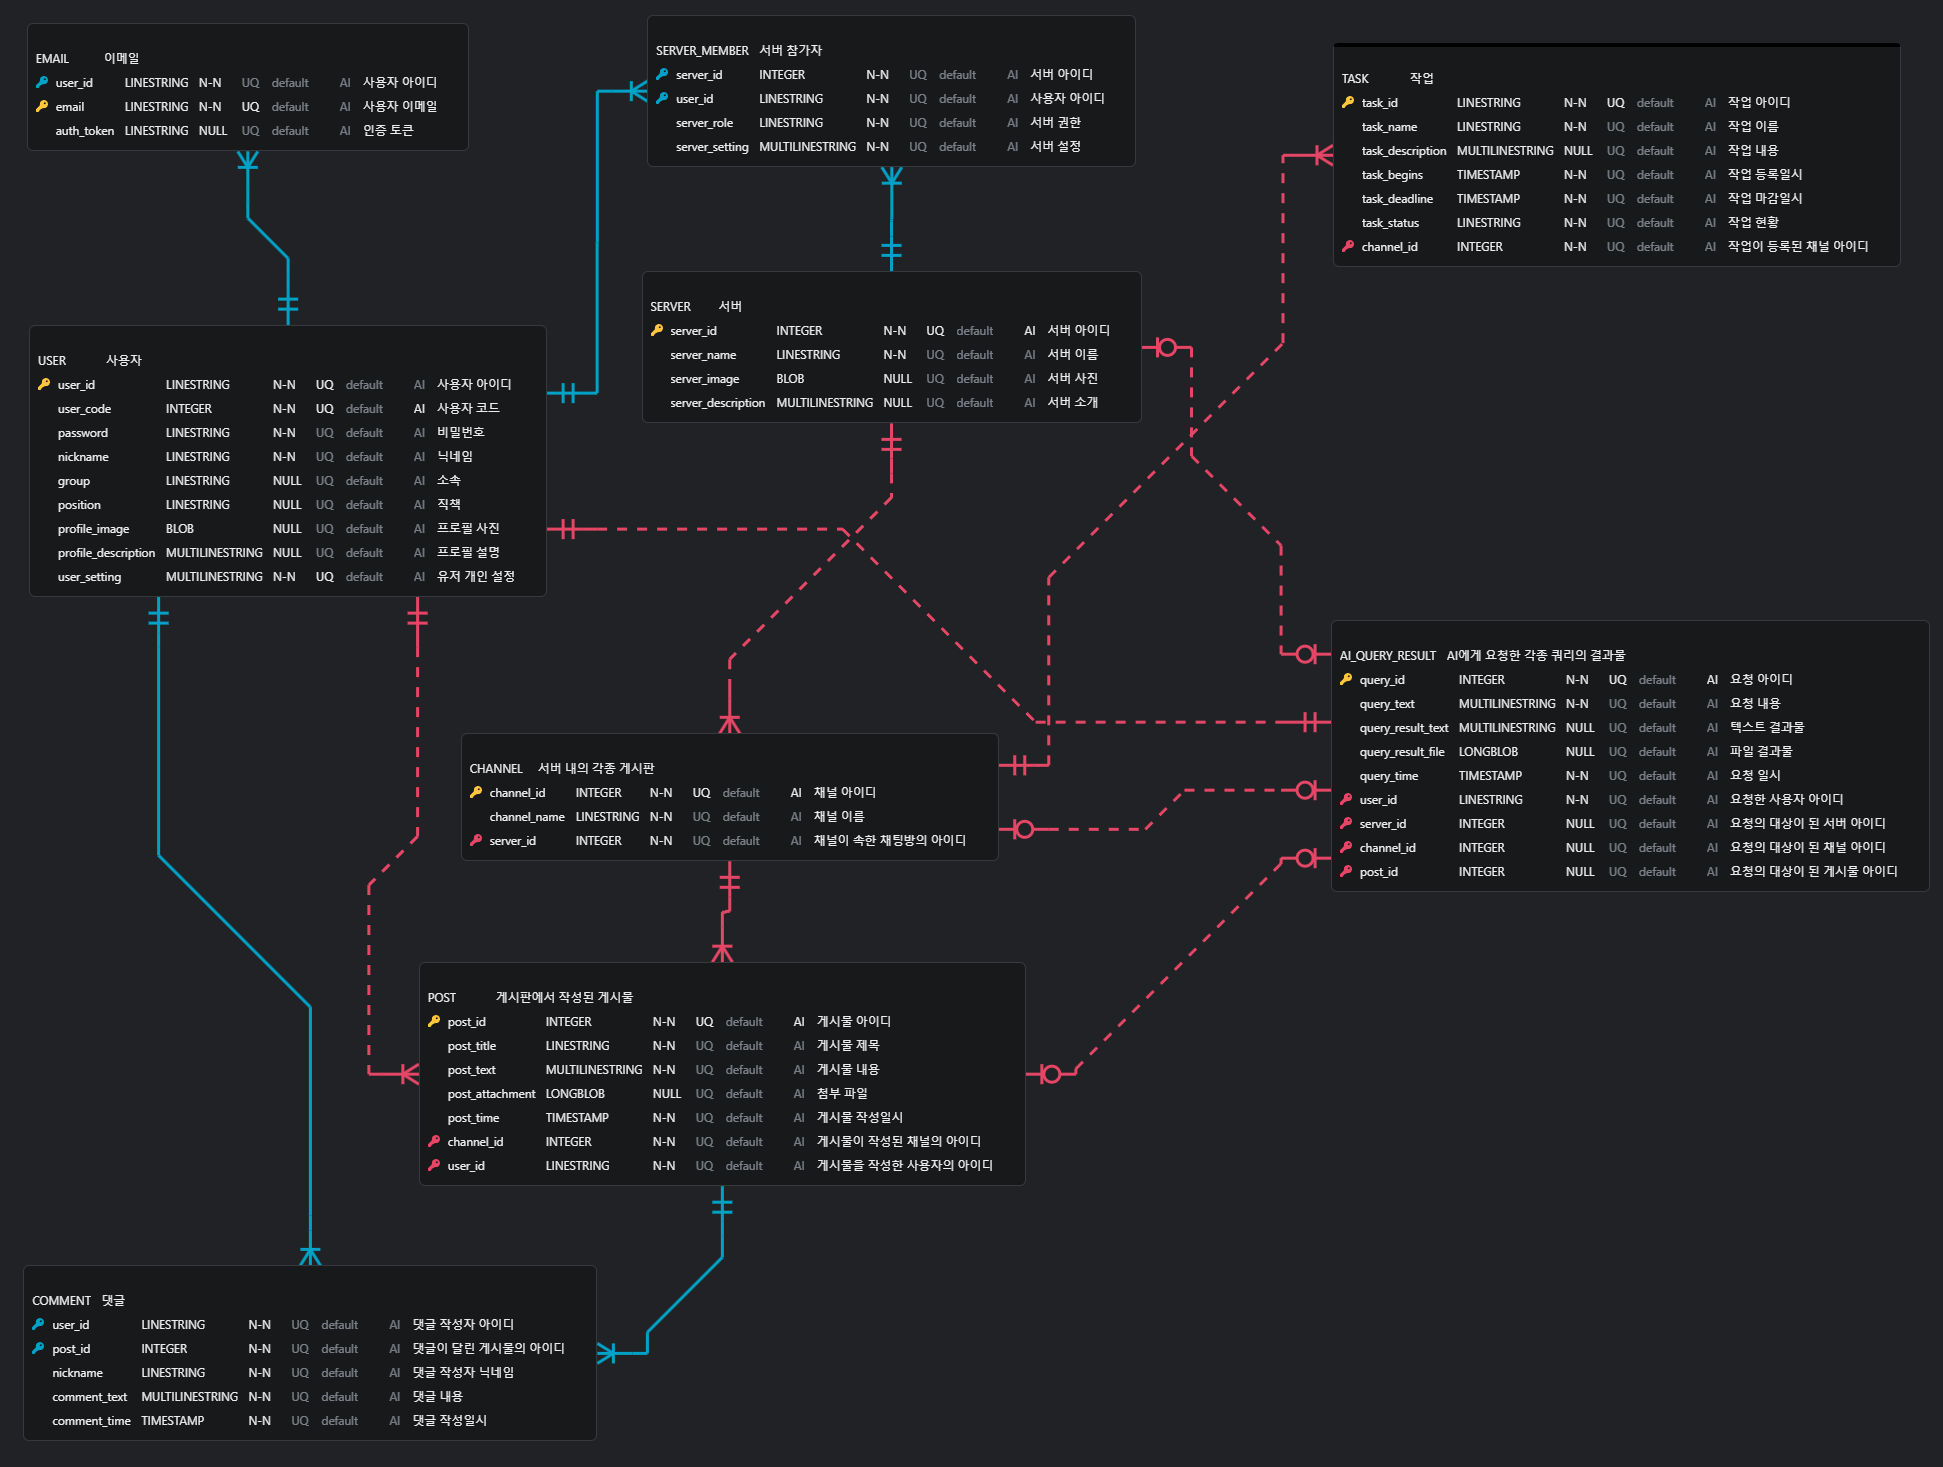 EMAIL 이메일
user_id LINESTRING N-N UQ default AI 사용자 아이디
email LINESTRING N-N UQ default AI 사용자 이메일
auth_token LINESTRING NULL UQ default AI 인증 토큰
SERVER_MEMBER 서버 참가자
server_id INTEGER N-N UQ default AI 서버 아이디
user_id LINESTRING N-N UQ default AI 사용자 아이디
server_role LINESTRING N-N UQ default AI 서버 권한
server_setting MULTILINESTRING N-N UQ default AI 서버 설정
TASK 작업
task_id LINESTRING N-N UQ default AI 작업 아이디
task_name LINESTRING N-N UQ default AI 작업 이름
task_description MULTILINESTRING NULL UQ default AI 작업 내용
task_begins TIMESTAMP N-N UQ default AI 작업 등록일시
task_deadline TIMESTAMP N-N UQ default AI 작업 마감일시
task_status LINESTRING N-N UQ default AI 작업 현황
channel_id INTEGER N-N UQ default AI 작업이 등록된 채널 아이디
SERVER 서버
server_id INTEGER N-N UQ default AI 서버 아이디
server_name LINESTRING N-N UQ default AI 서버 이름
server_image BLOB NULL UQ default AI 서버 사진
server_description MULTILINESTRING NULL UQ default AI 서버 소개
USER 사용자
user_id LINESTRING N-N UQ default AI 사용자 아이디
user_code INTEGER N-N UQ default AI 사용자 코드
password LINESTRING N-N UQ default AI 비밀번호
nickname LINESTRING N-N UQ default AI 닉네임
group LINESTRING NULL UQ default AI 소속
position LINESTRING NULL UQ default AI 직책
profile_image BLOB NULL UQ default AI 프로필 사진
profile_description MULTILINESTRING NULL UQ default AI 프로필 설명
user_setting MULTILINESTRING N-N UQ default AI 유저 개인 설정
AI_QUERY_RESULT AI에게 요청한 각종 쿼리의 결과물
query_id INTEGER N-N UQ default AI 요청 아이디
query_text MULTILINESTRING N-N UQ default AI 요청 내용
query_result_text MULTILINESTRING NULL UQ default AI 텍스트 결과물
query_result_file LONGBLOB NULL UQ default AI 파일 결과물
query_time TIMESTAMP N-N UQ default AI 요청 일시
user_id LINESTRING N-N UQ default AI 요청한 사용자 아이디
server_id INTEGER NULL UQ default AI 요청의 대상이 된 서버 아이디
channel_id INTEGER NULL UQ default AI 요청의 대상이 된 채널 아이디
post_id INTEGER NULL UQ default AI 요청의 대상이 된 게시물 아이디
CHANNEL 서버 내의 각종 게시판
channel_id INTEGER N-N UQ default AI 채널 아이디
channel_name LINESTRING N-N UQ default AI 채널 이름
server_id INTEGER N-N UQ default AI 채널이 속한 채팅방의 아이디
POST 게시판에서 작성된 게시물
post_id INTEGER N-N UQ default AI 게시물 아이디
post_title LINESTRING N-N UQ default AI 게시물 제목
post_text MULTILINESTRING N-N UQ default AI 게시물 내용
post_attachment LONGBLOB NULL UQ default AI 첨부 파일
post_time TIMESTAMP N-N UQ default AI 게시물 작성일시
channel_id INTEGER N-N UQ default AI 게시물이 작성된 채널의 아이디
user_id LINESTRING N-N UQ default AI 게시물을 작성한 사용자의 아이디
COMMENT 댓글
user_id LINESTRING N-N UQ default AI 댓글 작성자 아이디
post_id INTEGER N-N UQ default AI 댓글이 달린 게시물의 아이디
nickname LINESTRING N-N UQ default AI 댓글 작성자 닉네임
comment_text MULTILINESTRING N-N UQ default AI 댓글 내용
comment_time TIMESTAMP N-N UQ default AI 댓글 작성일시